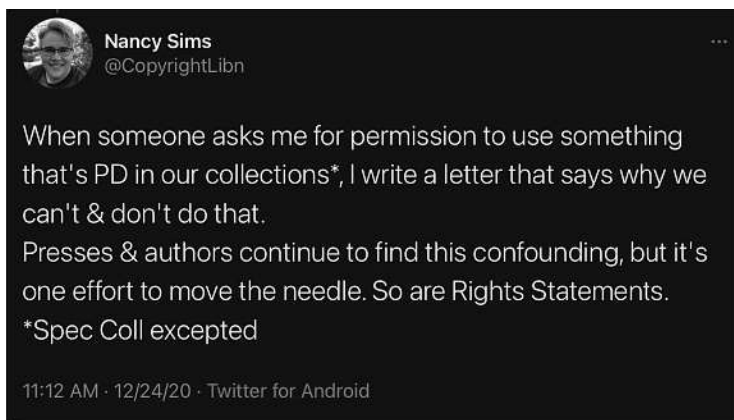 Nancy Sims
@CopyrightLibn
When someone asks me for permission to use something
that's PD in our collections*, I write a letter that says why we
can't & don't do that.
Presses & authors continue to find this confounding, but it's
one effort to move the needle. So are Rights Statements.
*Spec Coll excepted
11:12 AM · 12/24/20 · Twitter for Android